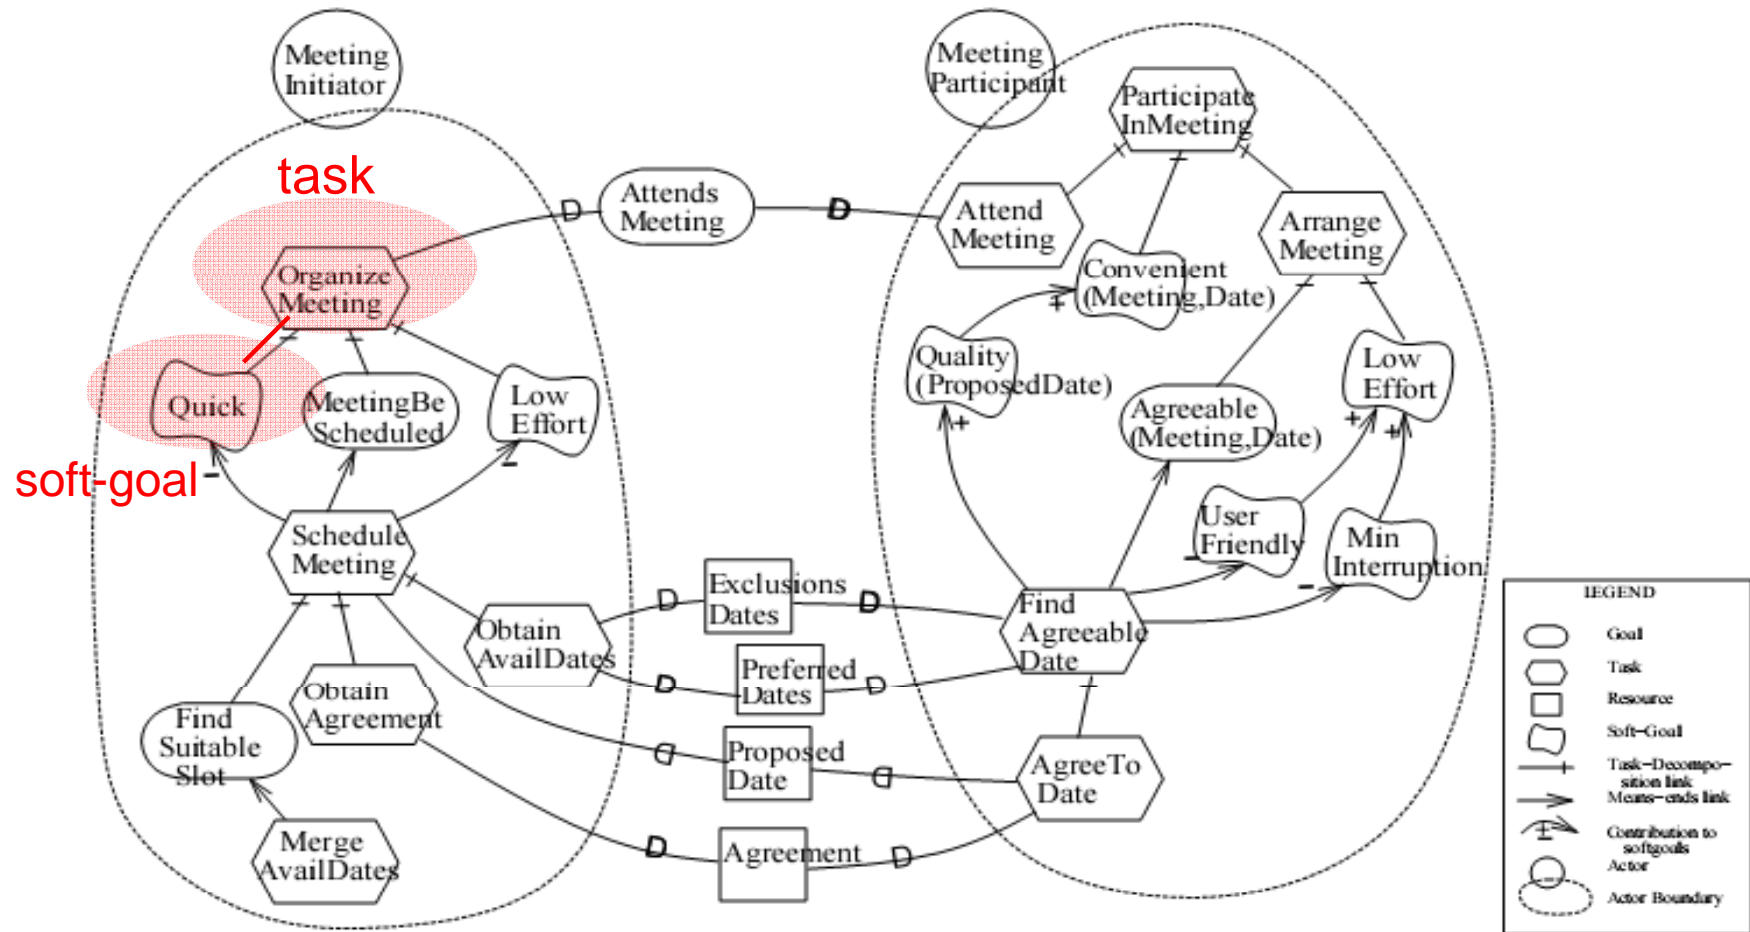 Meeting
Initiator
task
Organize
Meeting
Quick
soft-goal
MeetingBe
Scheduled
Low
Effort
Schedule
Meeting
Obtain
AvailDates
Find
Suitable
Slot
Obtain
Agreement
Merge
AvailDates
D
Attends
Meeting
D
D
Exclusions
Dates
D
D
Preferred
Dates
D
D
Proposed
Date
D
D
Agreement
D
Meeting
Participant
Participate
InMeeting
Attend
Meeting
Arrange
Meeting
Convenient
(Meeting,Date)
+
Quality
(ProposedDate)
+
Low
Effort
+
+
Agreeable
(Meeting,Date)
User
Friendly
-
Min
Interruption
-
Find
Agreeable
Date
AgreeTo
Date
-
-
LEGEND
Goal
Task
Resource
Soft-Goal
Task-Decompo-
sition link
Means-ends link
±
Contribution to
softgoals
Actor
Actor Boundary